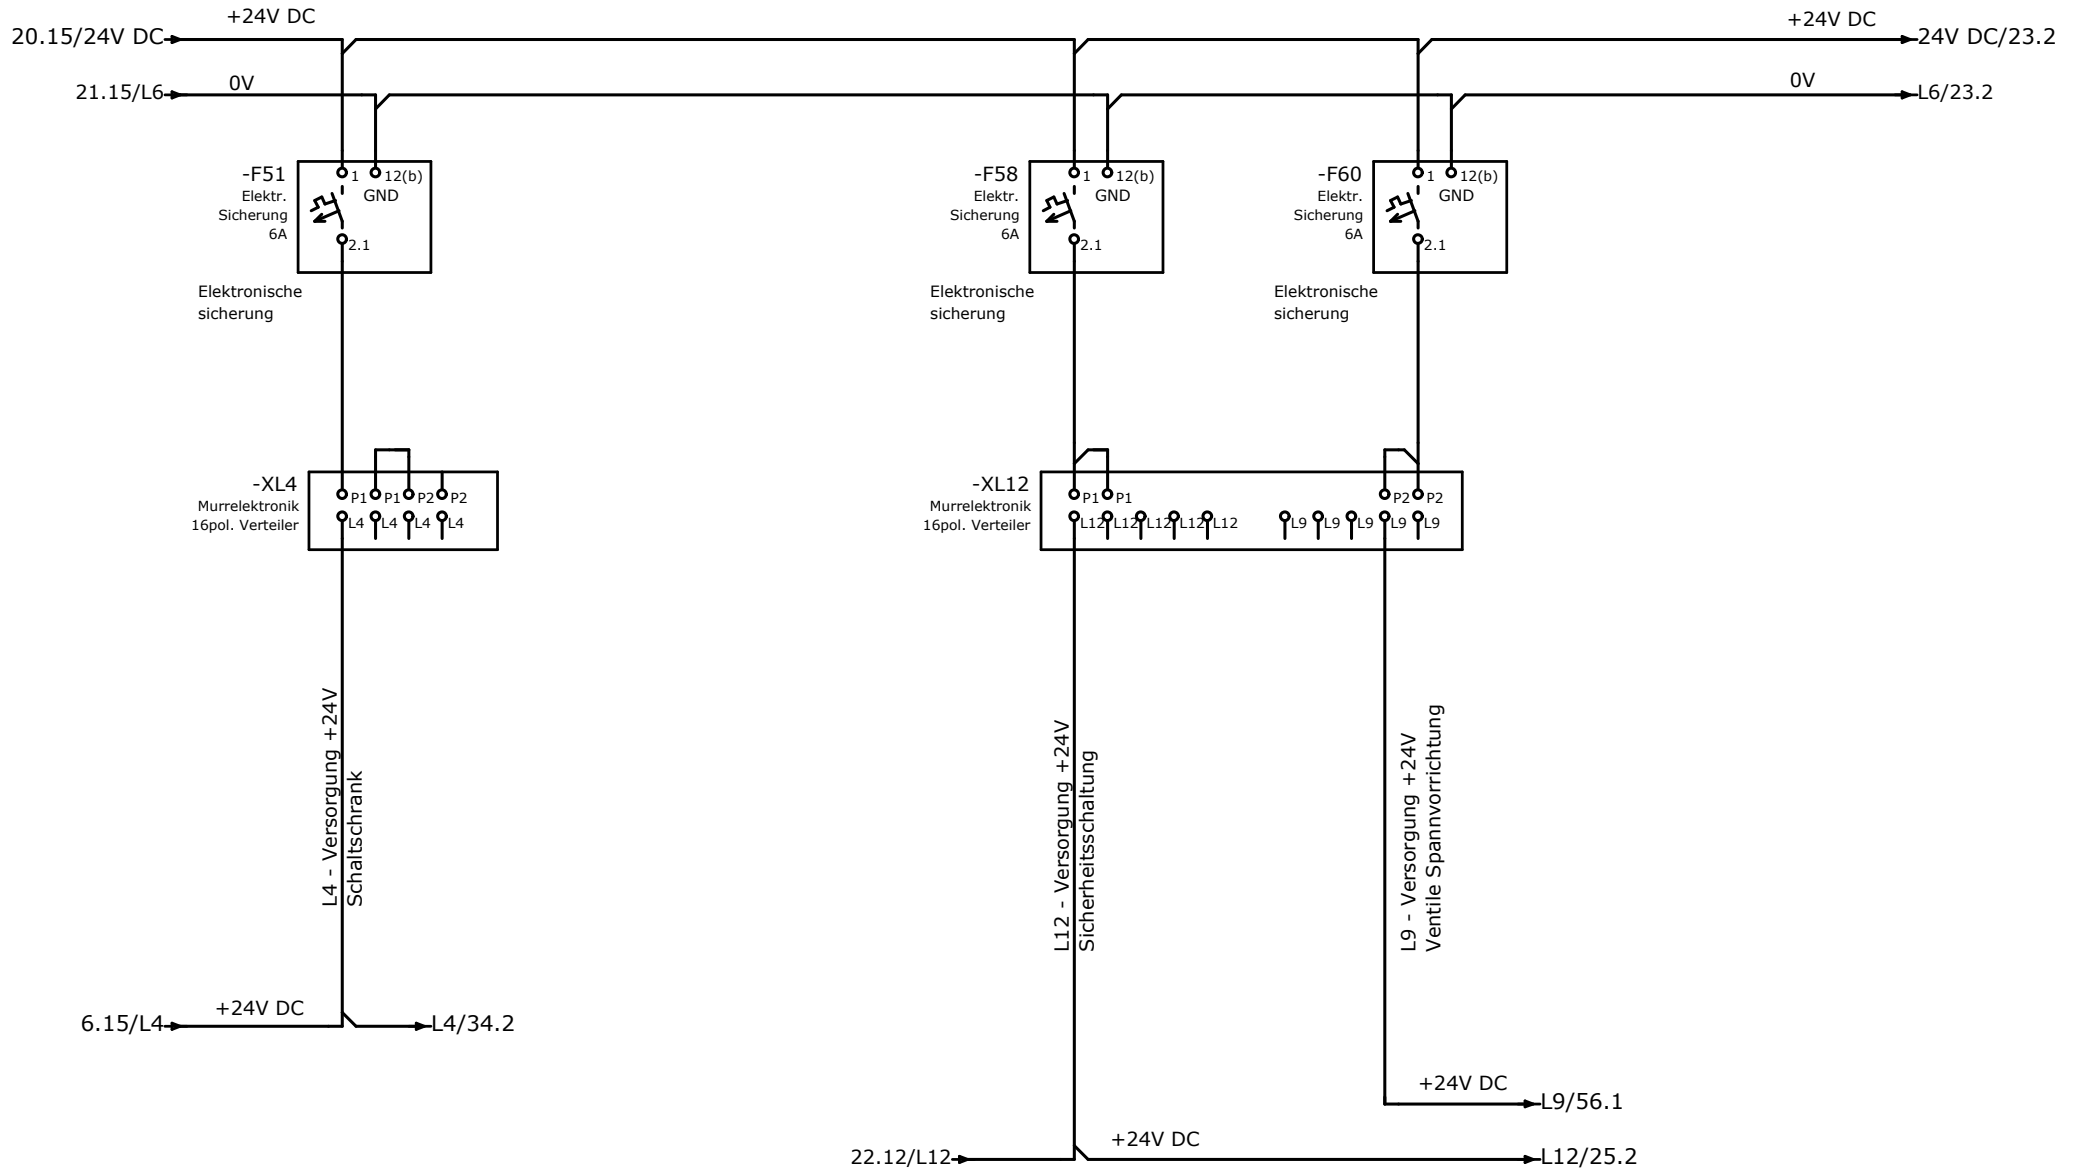 +24V DC
+24V DC
20.15/24V DC
24V DC/23.2
0V
0V
21.15/L6
L6/23.2
-F51
Elektr.
Sicherung
6A
1
12(b)
GND
2.1
Elektronische
sicherung
-F58
Elektr.
Sicherung
6A
1
12(b)
GND
2.1
Elektronische
sicherung
-F60
Elektr.
Sicherung
6A
1
12(b)
GND
2.1
Elektronische
sicherung
-XL4
Murrelektronik
16pol. Verteiler
P1 P1 P2 P2
L4 L4 L4 L4
-XL12
Murrelektronik
16pol. Verteiler
P1 P1 P2 P2
L12 L12 L12 L12 L12 L9 L9 L9 L9 L9
L4 - Versorgung +24V
Schaltschrank
L12 - Versorgung +24V
Sicherheitsschaltung
L9 - Versorgung +24V
Ventile Spannvorrichtung
+24V DC
6.15/L4
L4/34.2
+24V DC
L9/56.1
+24V DC
22.12/L12
L12/25.2